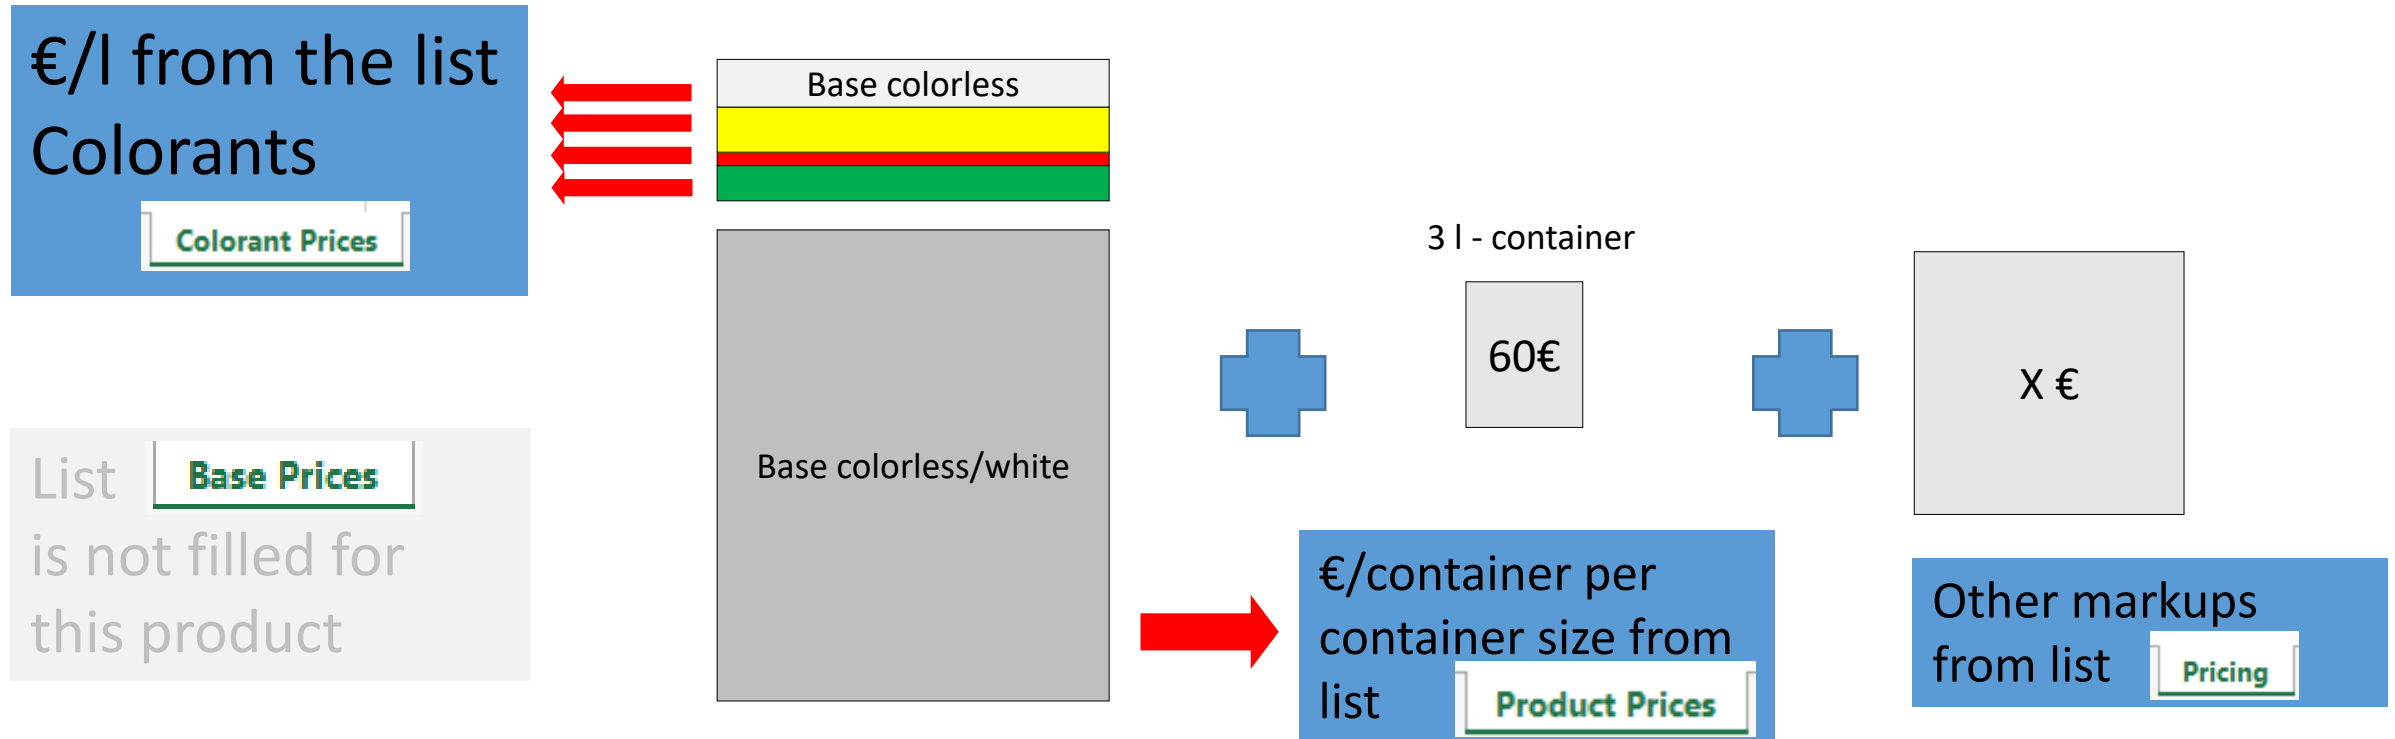 €/l from the list
Colorants
Colorant Prices
Base colorless
Base colorless/white
List Base Prices
is not filled for
this product
3 l - container
60€
X €
€/container per
container size from
list Product Prices
Other markups
from list Pricing